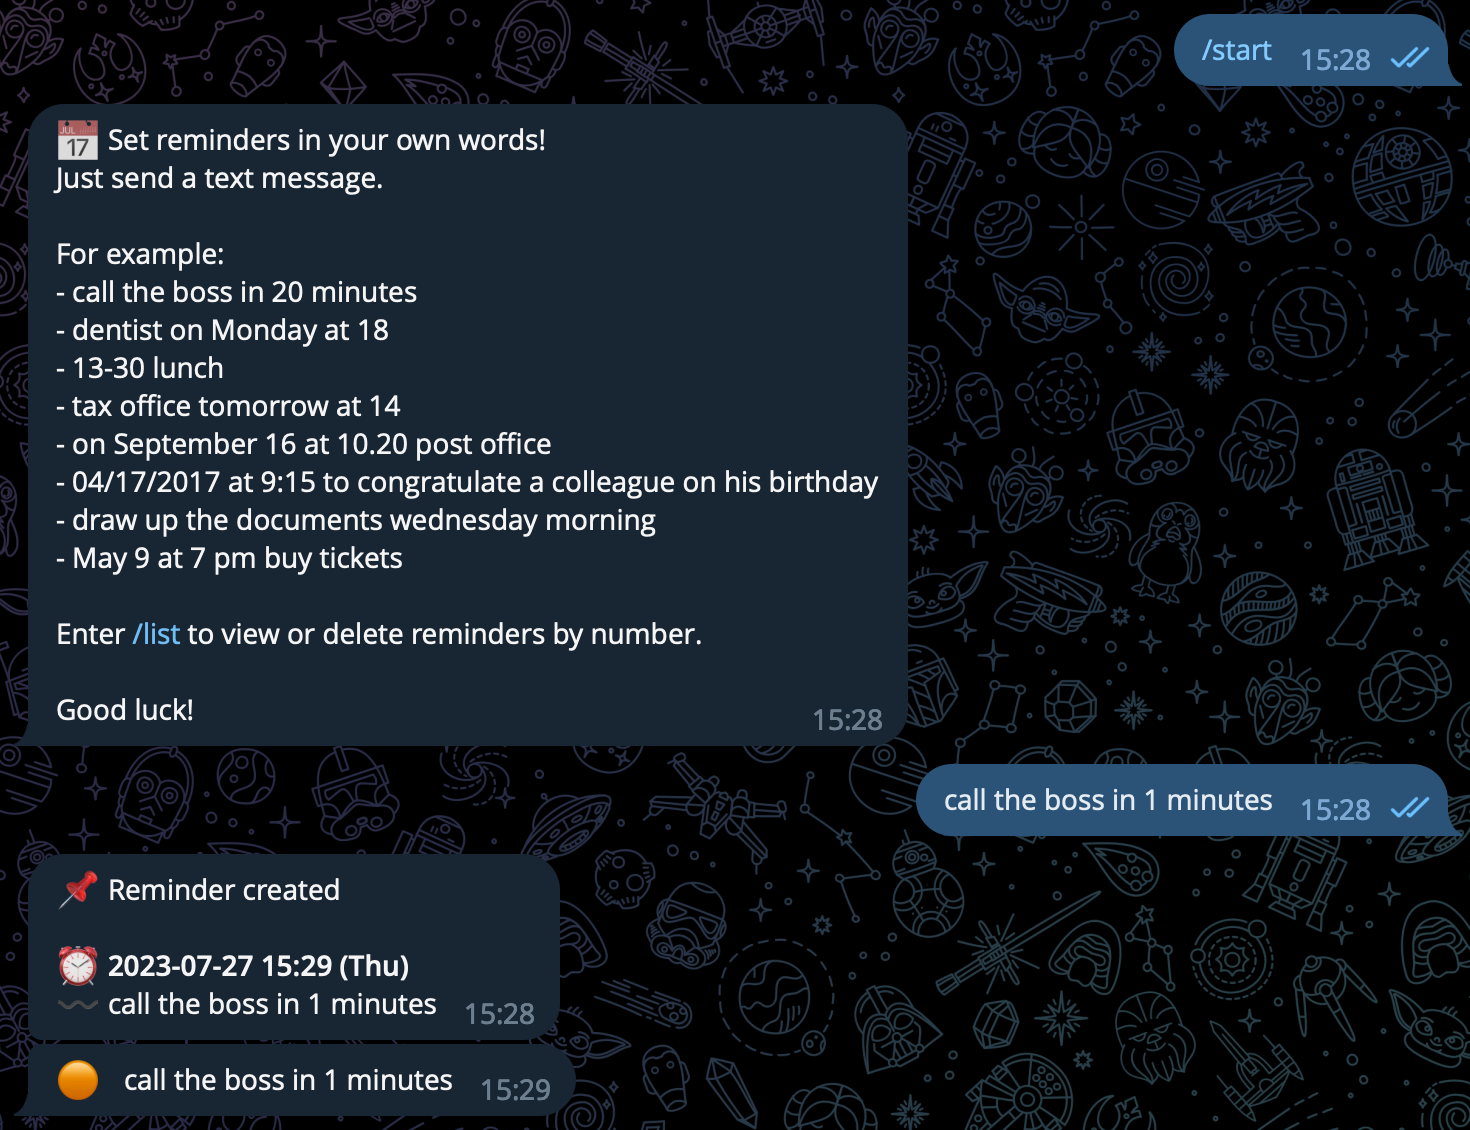 /start 15:28
JUL
17 Set reminders in your own words!
Just send a text message.
For example:
- call the boss in 20 minutes
- dentist on Monday at 18
- 13-30 lunch
- tax office tomorrow at 14
- on September 16 at 10.20 post office
- 04/17/2017 at 9:15 to congratulate a colleague on his birthday
- draw up the documents wednesday morning
- May 9 at 7 pm buy tickets
Enter /list to view or delete reminders by number.
Good luck!
15:28
call the boss in 1 minutes 15:28
Reminder created
2023-07-27 15:29 (Thu)
call the boss in 1 minutes 15:28
call the boss in 1 minutes 15:29